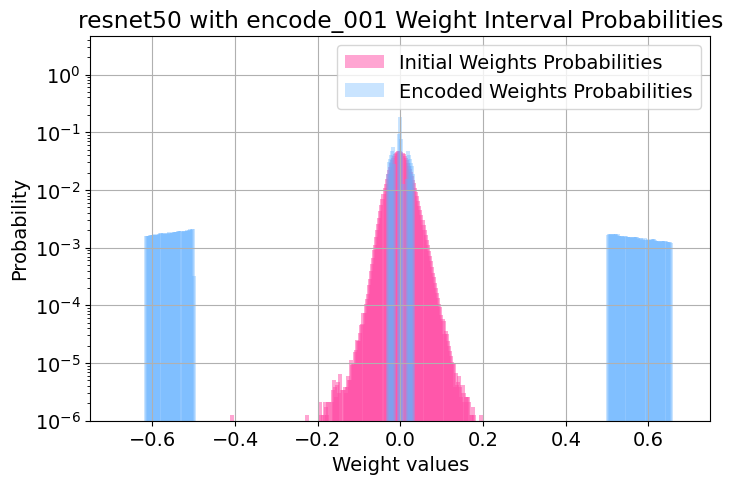 resnet50 with encode_001 Weight Interval Probabilities
Initial Weights Probabilities
Encoded Weights Probabilities
Probability
10⁰
10⁻¹
10⁻²
10⁻³
10⁻⁴
10⁻⁵
10⁻⁶
−0.6 −0.4 −0.2 0.0 0.2 0.4 0.6
Weight values